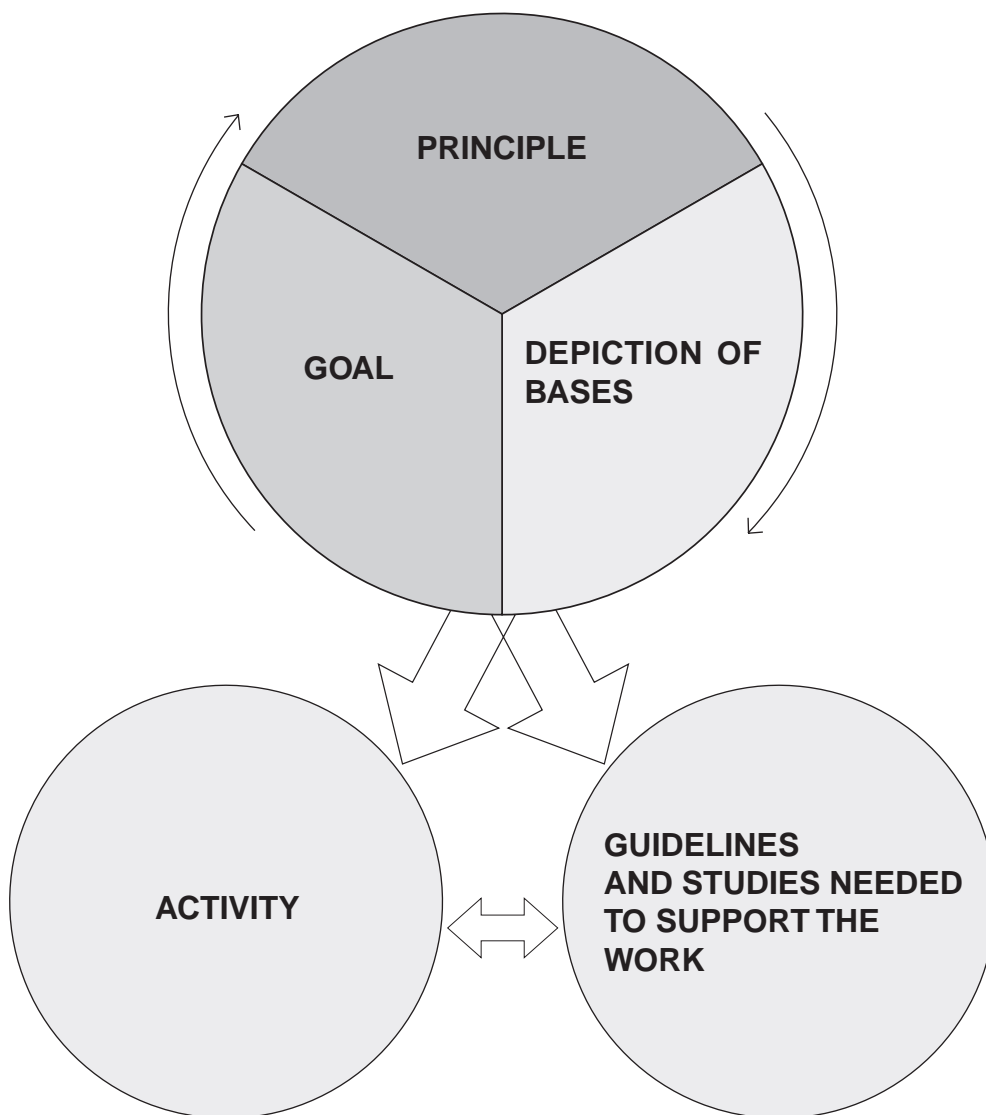 PRINCIPLE
GOAL
DEPICTION OF
BASES
ACTIVITY
GUIDELINES
AND STUDIES NEEDED
TO SUPPORT THE
WORK